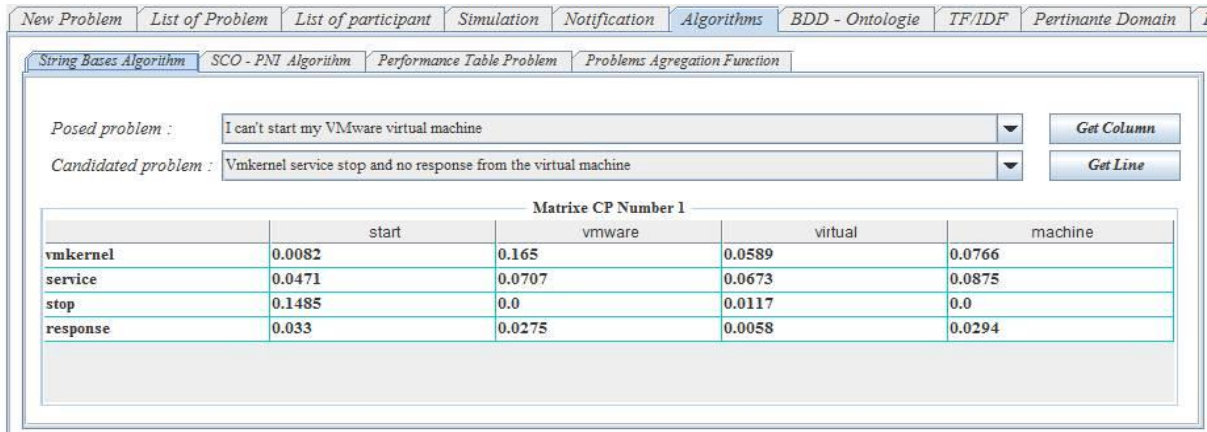 New Problem List of Problem List of participant Simulation Notification Algorithms BDD - Ontologie TF/IDF Pertinante Domain
String Bases Algorithm SCO - PNI Algorithm Performance Table Problem Problems Agregation Function
Posed problem : I can't start my VMware virtual machine Get Column
Candidated problem : Vmkernel service stop and no response from the virtual machine Get Line
Matrixe CP Number 1
start vmware virtual machine
vmkernel 0.0082 0.165 0.0589 0.0766
service 0.0471 0.0707 0.0673 0.0875
stop 0.1485 0.0 0.0117 0.0
response 0.033 0.0275 0.0058 0.0294